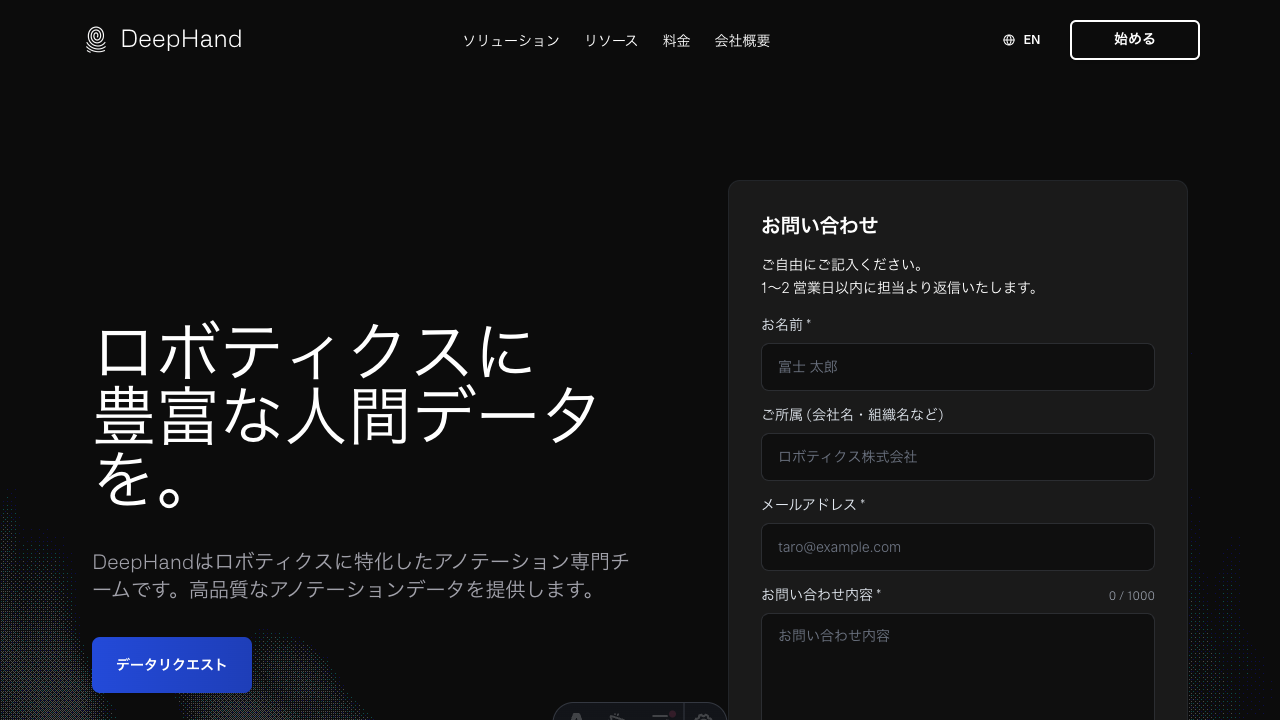 DeepHand
ソリューション
リソース
料金
会社概要
EN
始める
ロボティクスに
豊富な人間データ
を。
DeepHandはロボティクスに特化したアノテーション専門チ
ームです。高品質なアノテーションデータを提供します。
データリクエスト
お問い合わせ
ご自由にご記入ください。
1〜2 営業日以内に担当より返信いたします。
お名前 *
富士 太郎
ご所属 (会社名・組織名など)
ロボティクス株式会社
メールアドレス *
taro@example.com
お問い合わせ内容 *
0 / 1000
お問い合わせ内容